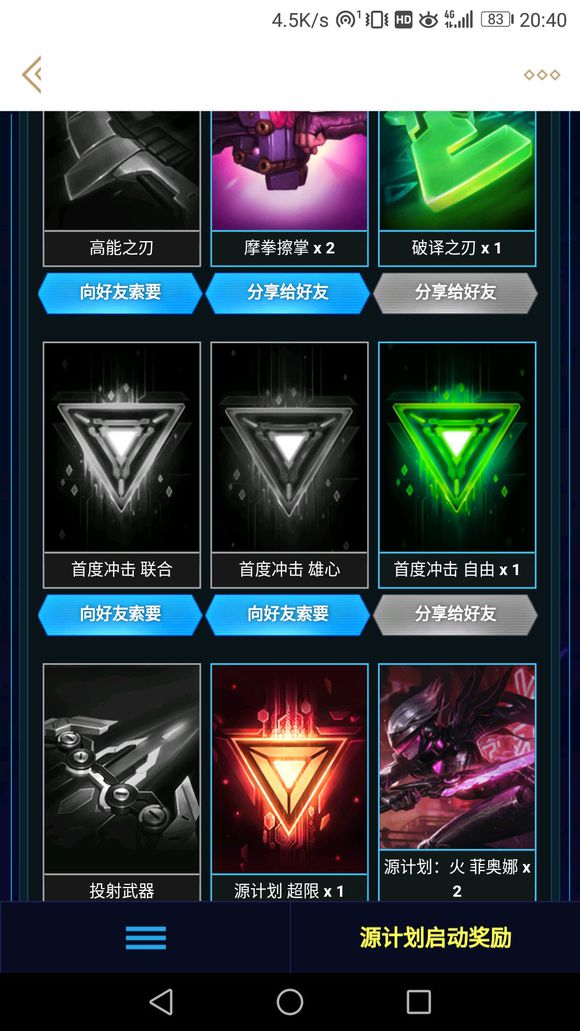 4.5K/s 1 HD 4G 83 20:40
高能之刃
摩拳擦掌 x 2
破译之刃 x 1
向好友索要
分享给好友
分享给好友
首度冲击 联合
首度冲击 雄心
首度冲击 自由 x 1
向好友索要
向好友索要
分享给好友
投射武器
源计划 超限 x 1
源计划：火 菲奥娜 x
2
源计划启动奖励